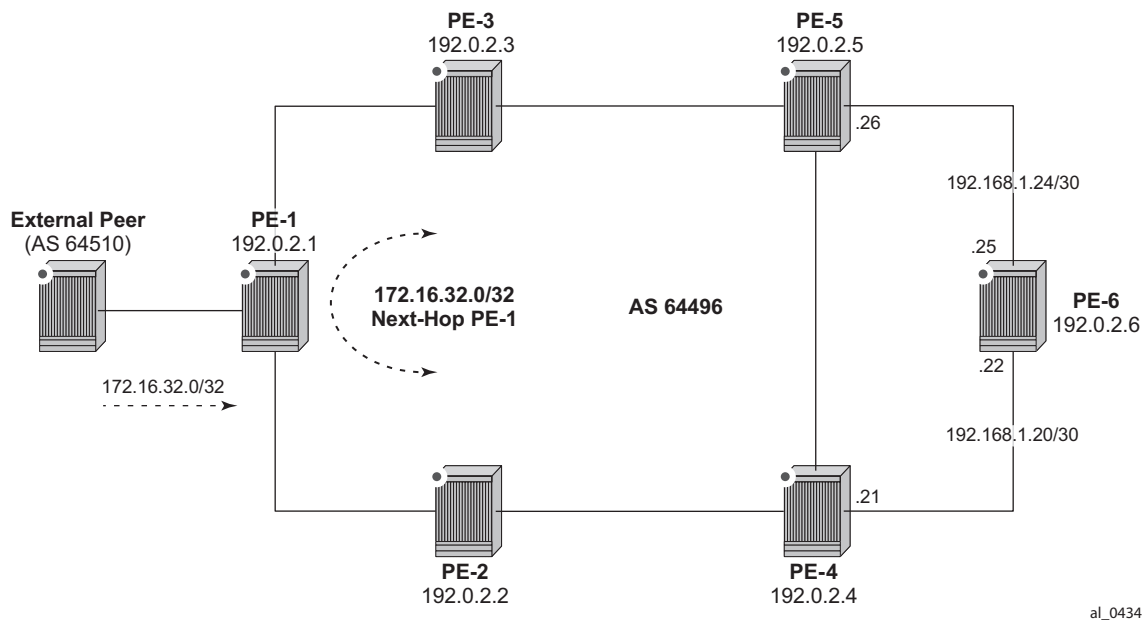 PE-3
192.0.2.3
PE-5
192.0.2.5
.26
192.168.1.24/30
External Peer
(AS 64510)
PE-1
192.0.2.1
.25
172.16.32.0/32
Next-Hop PE-1
AS 64496
PE-6
192.0.2.6
.22
172.16.32.0/32
192.168.1.20/30
.21
PE-2
192.0.2.2
PE-4
192.0.2.4
al_0434